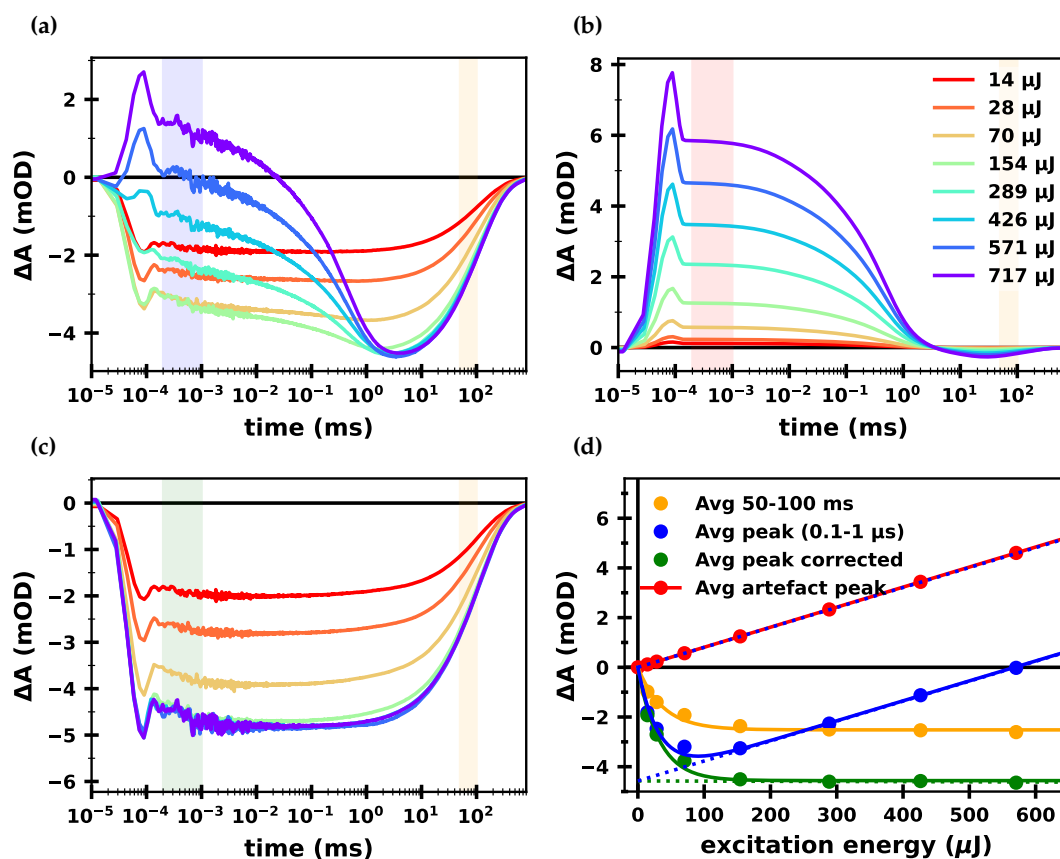 (a)
ΔA (mOD)
2
0
−2
−4
10⁻⁵ 10⁻⁴ 10⁻³ 10⁻² 10⁻¹ 10⁰ 10¹ 10²
time (ms)
(b)
ΔA (mOD)
8
6
4
2
0
14 μJ
28 μJ
70 μJ
154 μJ
289 μJ
426 μJ
571 μJ
717 μJ
10⁻⁵ 10⁻⁴ 10⁻³ 10⁻² 10⁻¹ 10⁰ 10¹ 10²
time (ms)
(c)
ΔA (mOD)
0
−1
−2
−3
−4
−5
−6
10⁻⁵ 10⁻⁴ 10⁻³ 10⁻² 10⁻¹ 10⁰ 10¹ 10²
time (ms)
(d)
ΔA (mOD)
6
4
2
0
−2
−4
Avg 50-100 ms
Avg peak (0.1-1 μs)
Avg peak corrected
Avg artefact peak
0 100 200 300 400 500 600
excitation energy (μJ)